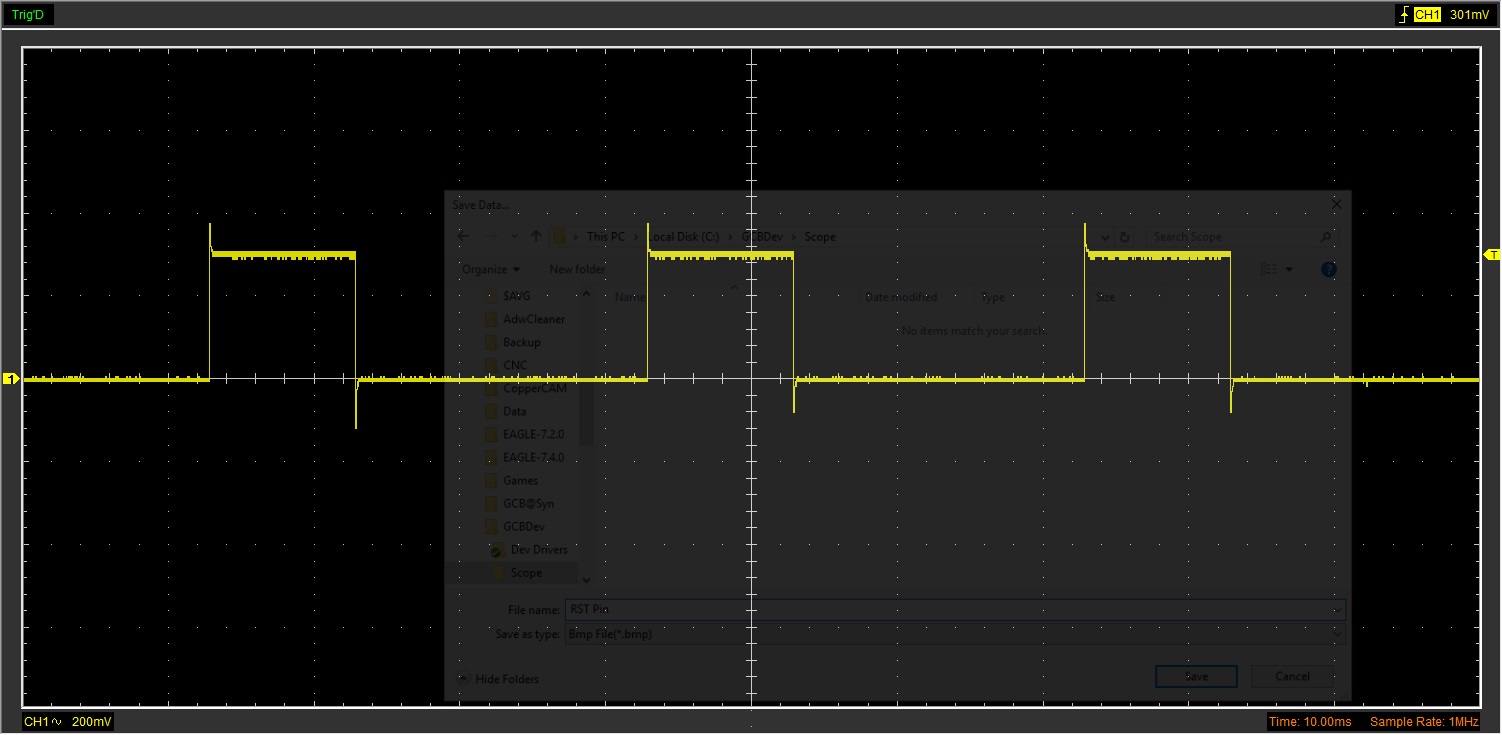 Trig'D
CH1 301mV
Save Data...
This PC Local Disk (C:) GCBDev Scope Search Scope
Organize New folder
?
Name Date modified Type Size
No items match your search.
$AVG
AdwCleaner
Backup
CNC
CopperCAM
Data
EAGLE-7.2.0
EAGLE-7.4.0
Games
GCB@Syn
GCBDev
Dev Drivers
Scope
T
1
File name: RST Pin
Save as type: Bmp File(*.bmp)
Hide Folders Save Cancel
CH1∿ 200mV
Time: 10.00ms Sample Rate: 1MHz